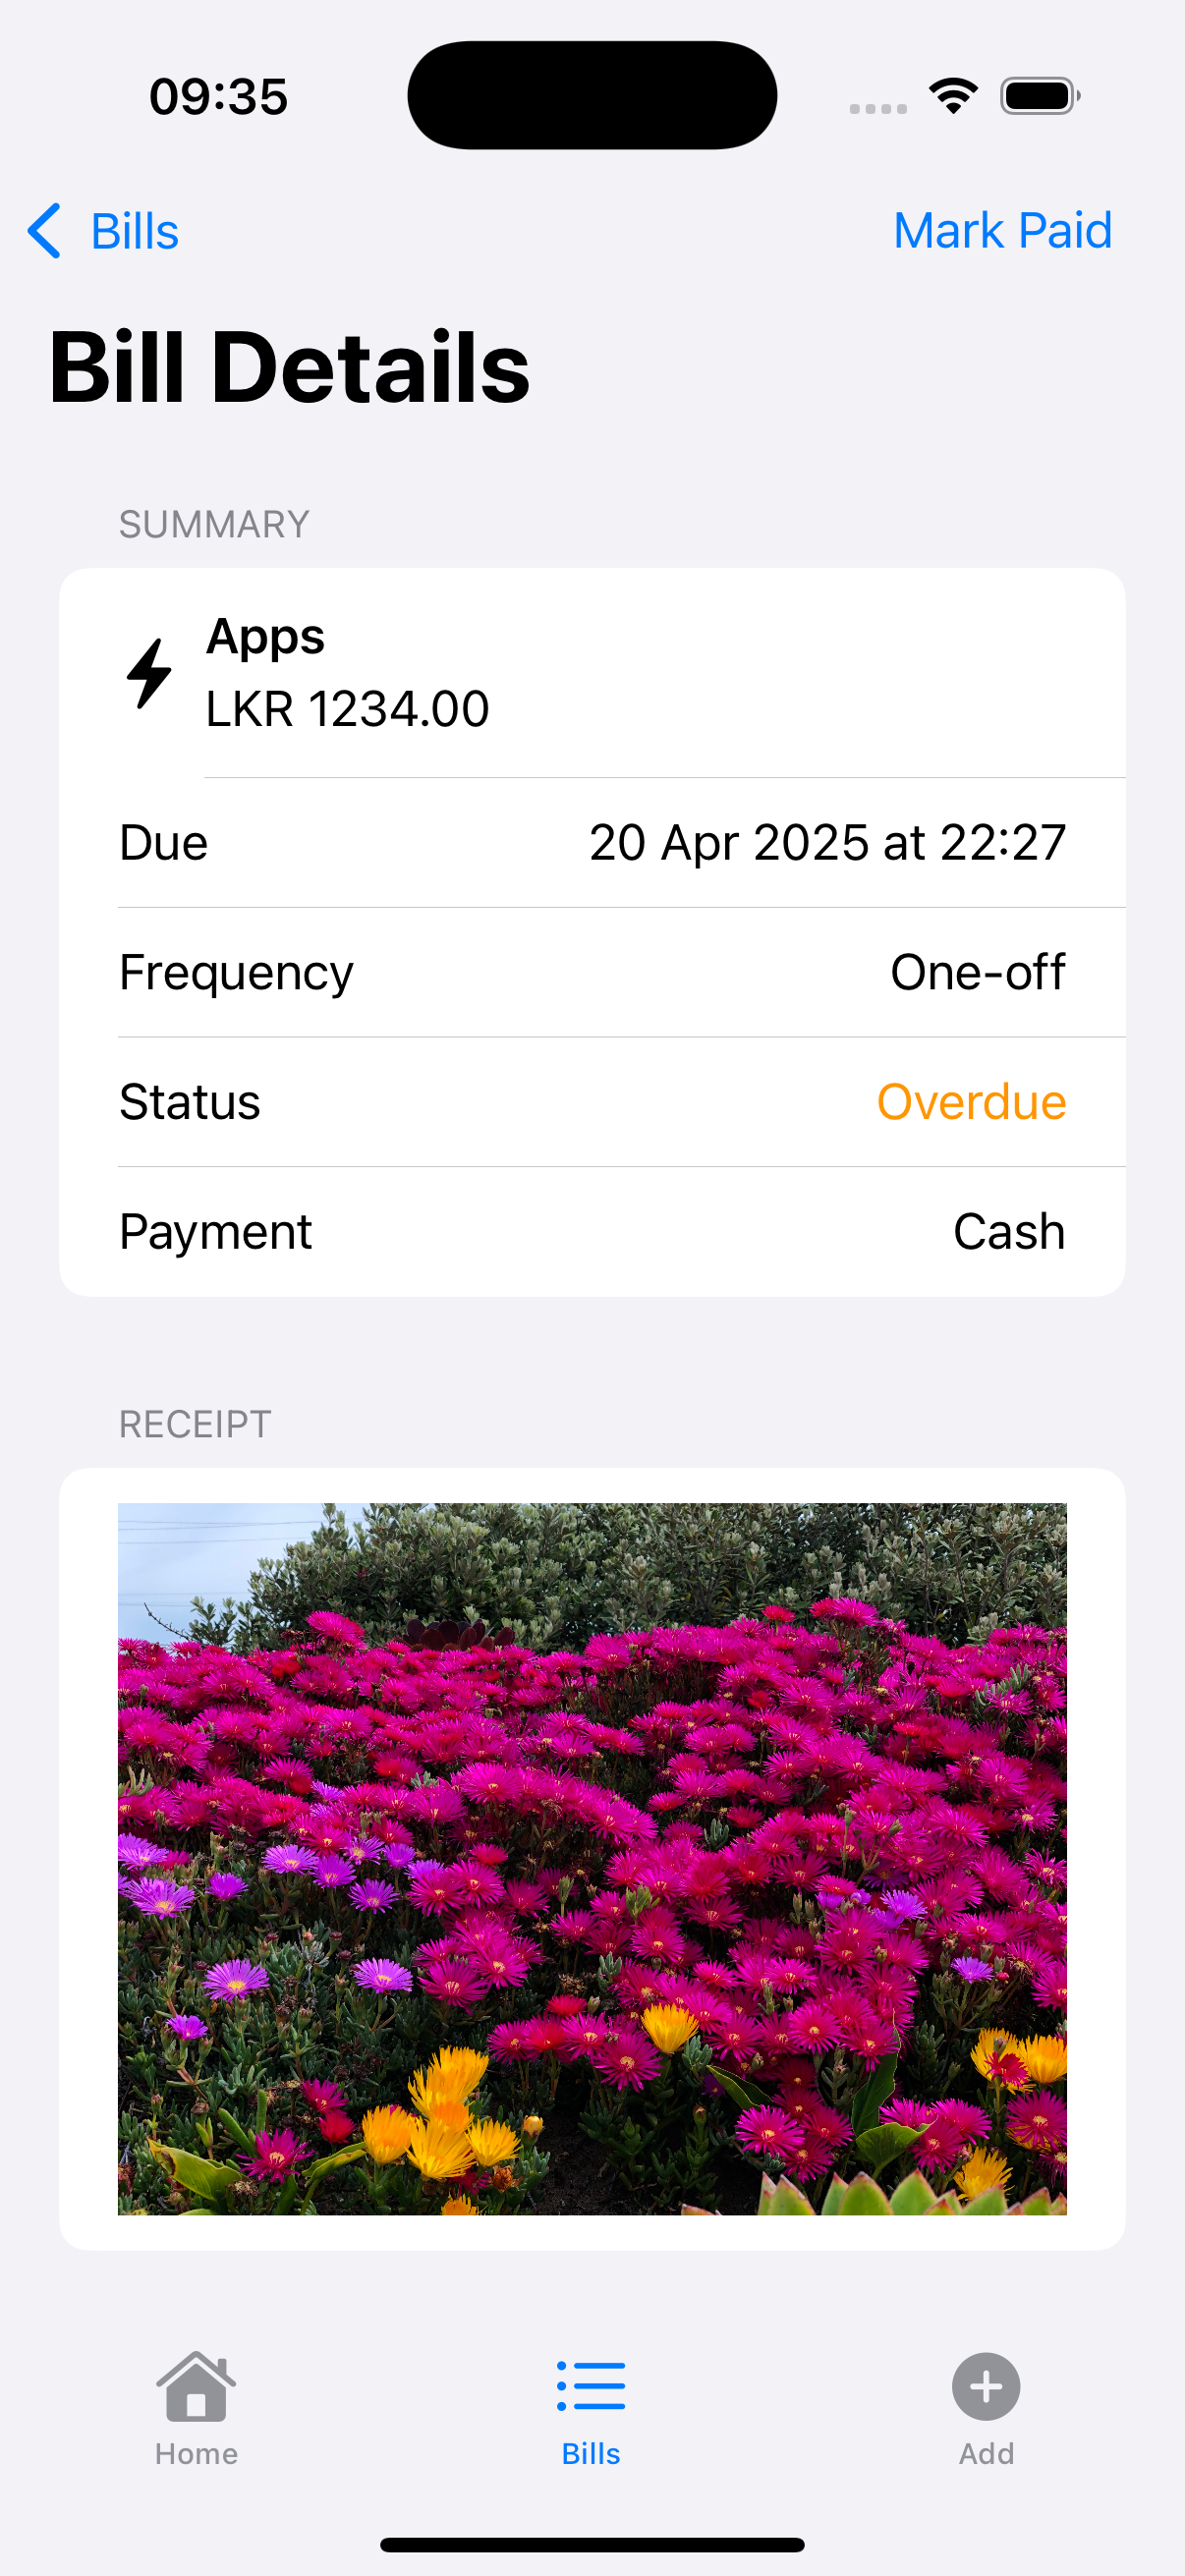 09:35
Bills
Mark Paid
Bill Details
SUMMARY
Apps
LKR 1234.00
Due 20 Apr 2025 at 22:27
Frequency One-off
Status Overdue
Payment Cash
RECEIPT
Home Bills Add